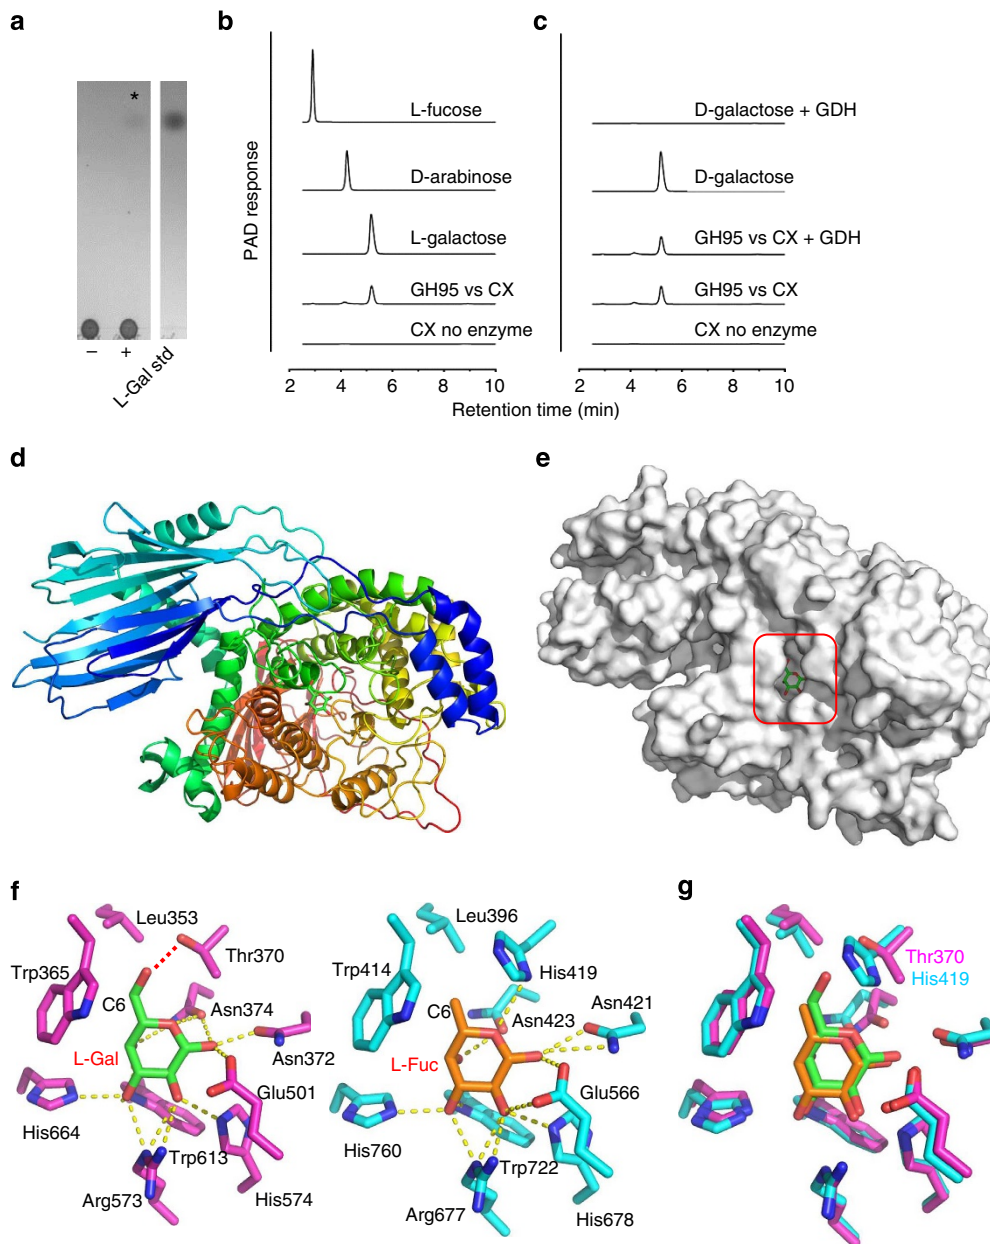 a
*
–
+
L-Gal std
b
PAD response
L-fucose
D-arabinose
L-galactose
GH95 vs CX
CX no enzyme
2 4 6 8 10
c
D-galactose + GDH
D-galactose
GH95 vs CX + GDH
GH95 vs CX
CX no enzyme
2 4 6 8 10
Retention time (min)
d
e
f
Leu353
Thr370
Trp365
C6
Asn374
L-Gal
Asn372
Glu501
His664
Trp613
Arg573
His574
Leu396
Trp414
His419
C6
Asn421
Asn423
L-Fuc
Glu566
His760
Trp722
Arg677
His678
g
Thr370
His419